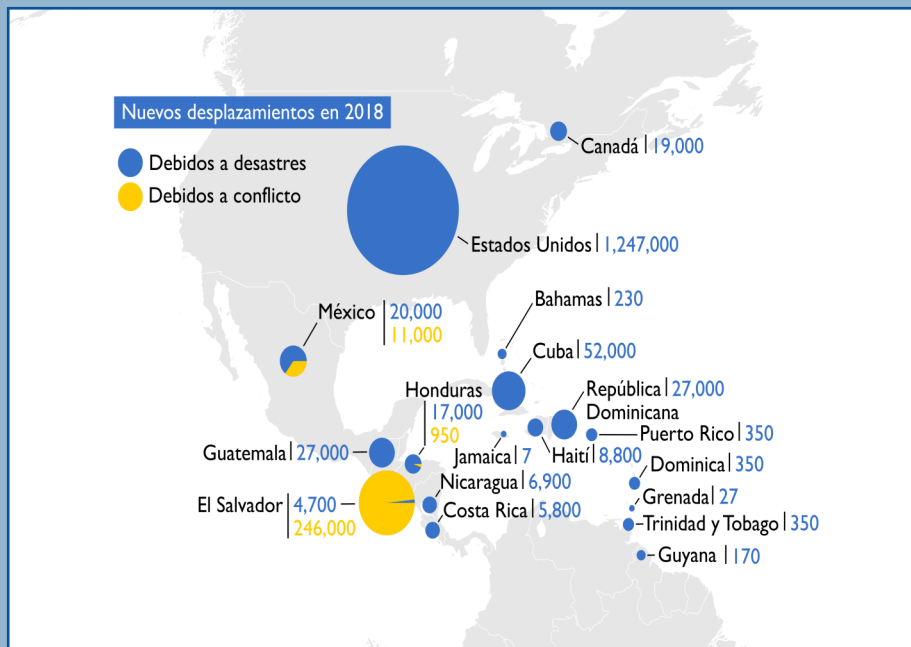 Nuevos desplazamientos en 2018
Debidos a desastres
Debidos a conflicto
Canadá | 19,000
Estados Unidos | 1,247,000
Bahamas | 230
México | 20,000
11,000
Cuba | 52,000
Honduras
17,000
950
República | 27,000
Dominicana
Puerto Rico | 350
Guatemala | 27,000
Jamaica | 7
Haití | 8,800
Dominica | 350
Nicaragua | 6,900
Grenada | 27
El Salvador | 4,700
246,000
Costa Rica | 5,800
Trinidad y Tobago | 350
Guyana | 170